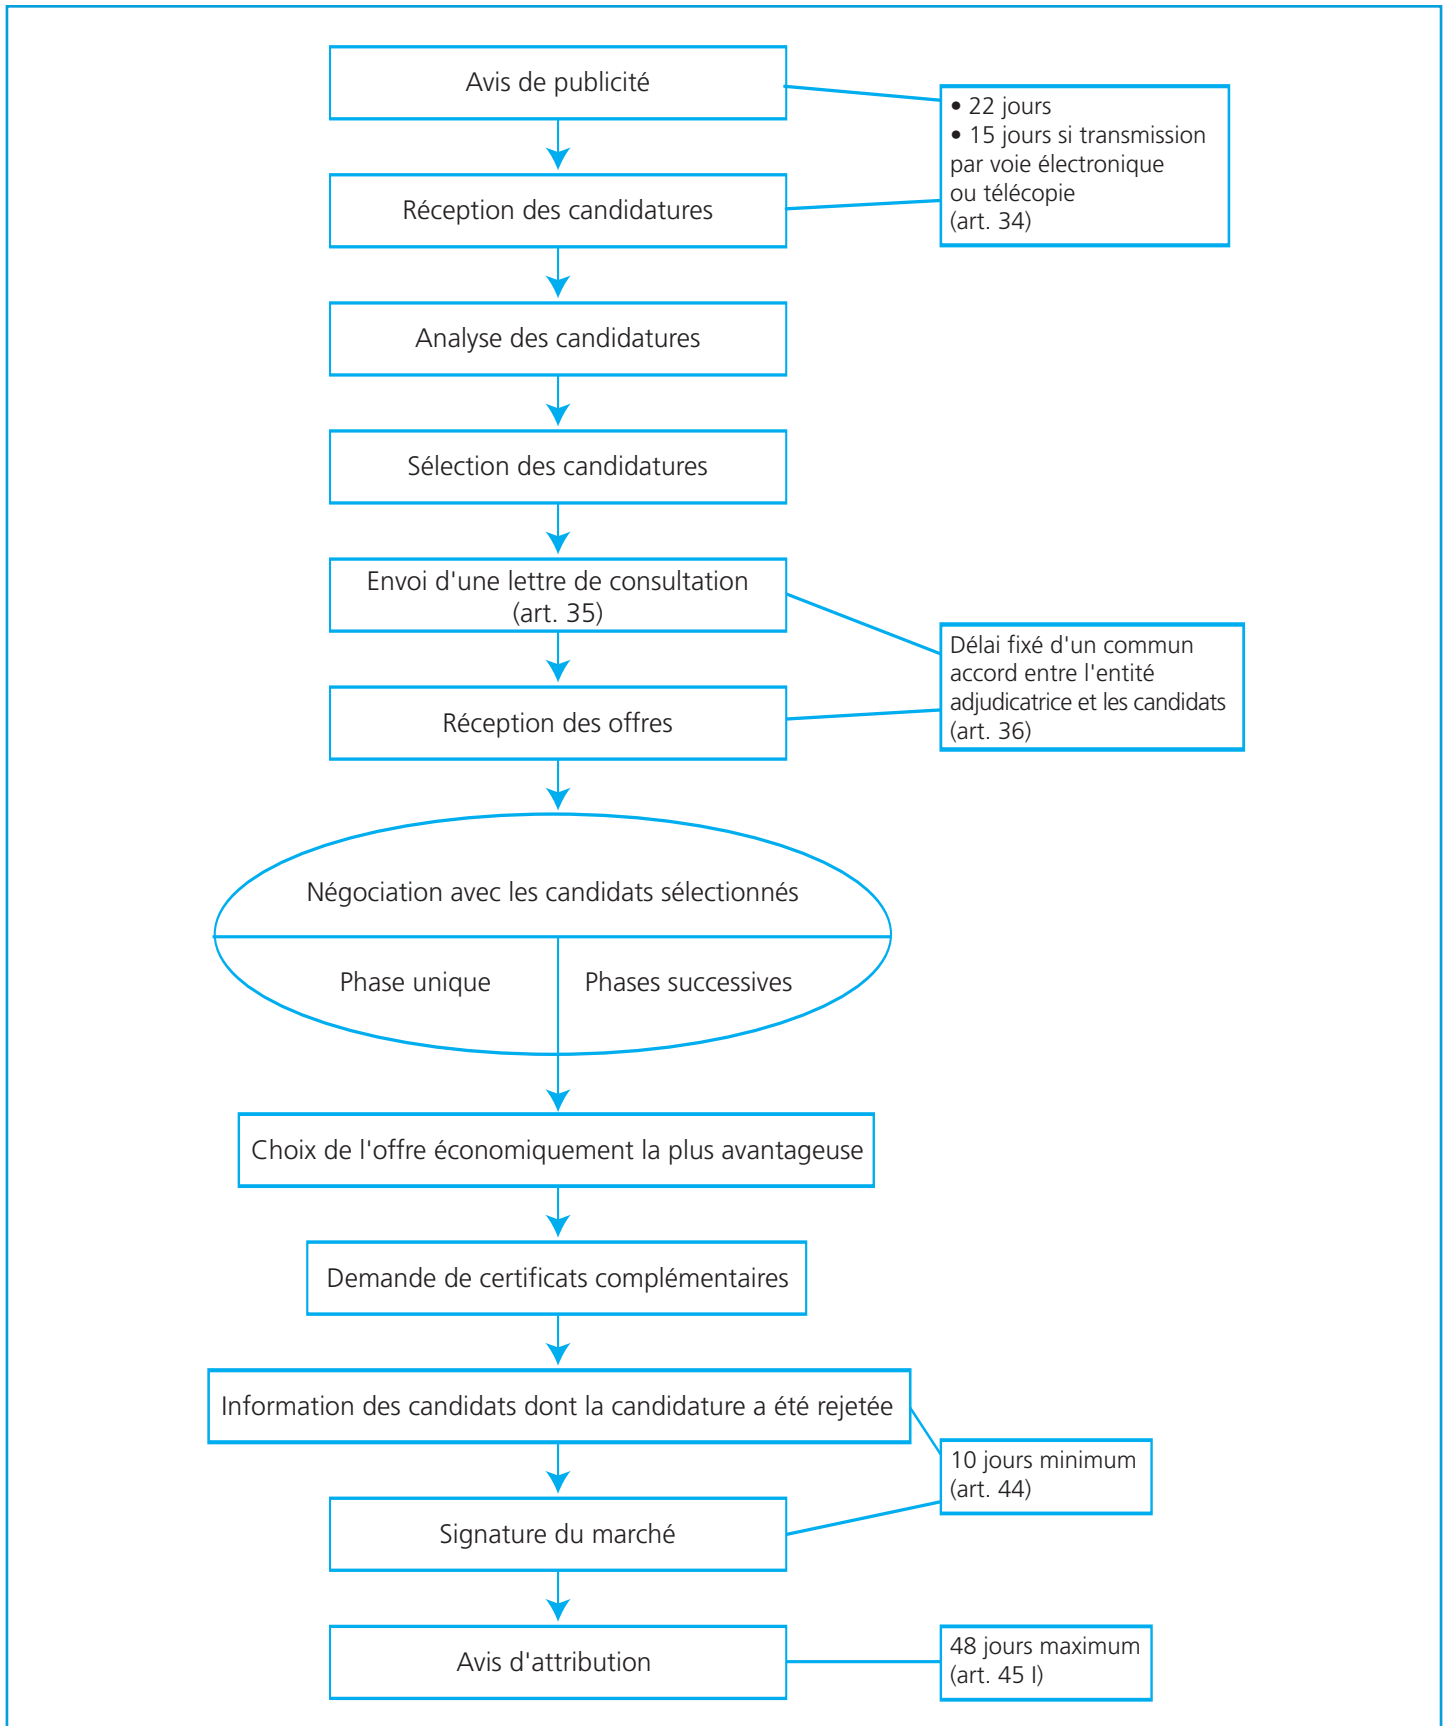 Avis de publicité
• 22 jours
• 15 jours si transmission
par voie électronique
ou télécopie
(art. 34)
Réception des candidatures
Analyse des candidatures
Sélection des candidatures
Envoi d'une lettre de consultation
(art. 35)
Délai fixé d'un commun
accord entre l'entité
adjudicatrice et les candidats
(art. 36)
Réception des offres
Négociation avec les candidats sélectionnés
Phase unique
Phases successives
Choix de l'offre économiquement la plus avantageuse
Demande de certificats complémentaires
Information des candidats dont la candidature a été rejetée
10 jours minimum
(art. 44)
Signature du marché
Avis d'attribution
48 jours maximum
(art. 45 I)